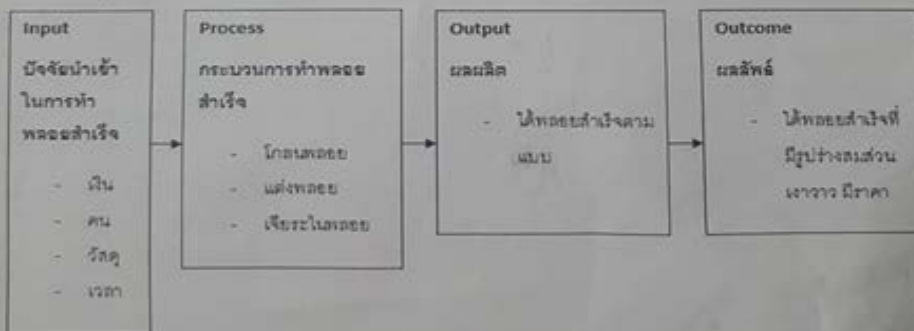 Input
ปัจจัยนำเข้า
ในการทำ
พลอยสำเร็จ
- เงิน
- คน
- วัสดุ
- เวลา
Process
กระบวนการทำพลอย
สำเร็จ
- โกลนพลอย
- แต่งพลอย
- เจียระไนพลอย
Output
ผลผลิต
- ได้พลอยสำเร็จตาม
แบบ
Outcome
ผลลัพธ์
- ได้พลอยสำเร็จที่
มีรูปร่างสมส่วน
เงาวาว มีราคา